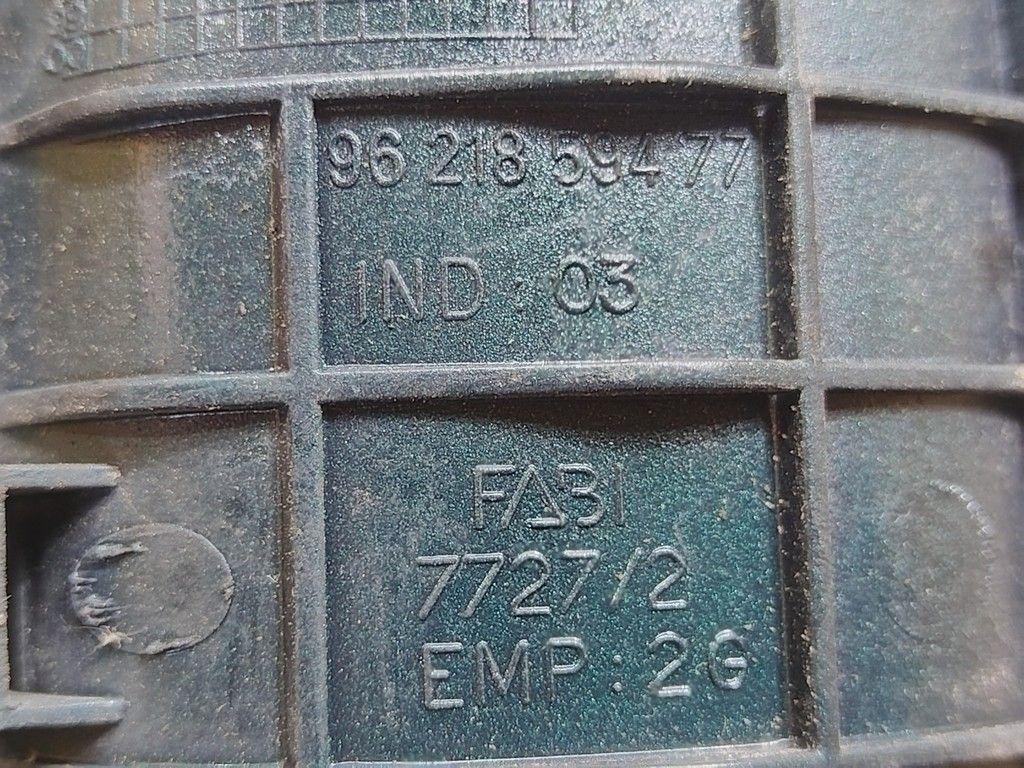 96 218 594 77
IND : 03
FABI
7727/2
EMP : 2G